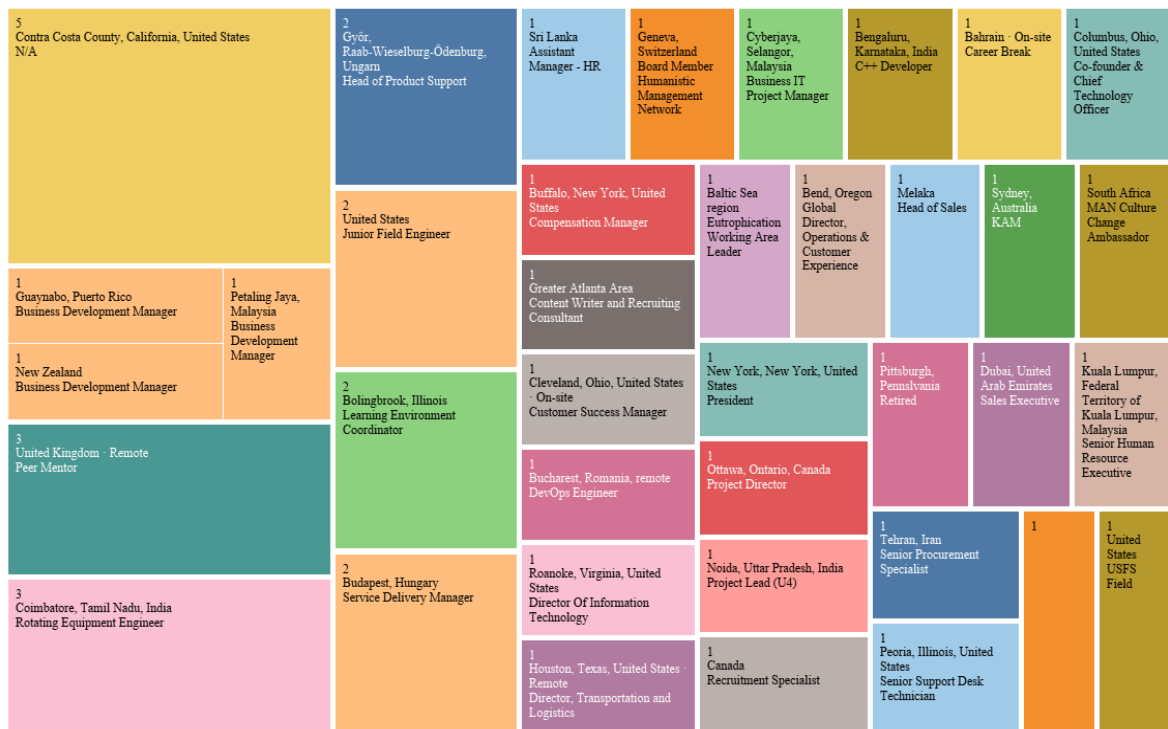 5
Contra Costa County, California, United States
N/A
1
Guaynabo, Puerto Rico
Business Development Manager
1
New Zealand
Business Development Manager
1
Petaling Jaya,
Malaysia
Business
Development
Manager
3
United Kingdom · Remote
Peer Mentor
3
Coimbatore, Tamil Nadu, India
Rotating Equipment Engineer
2
Győr,
Raab-Wieselburg-Ödenburg,
Ungarn
Head of Product Support
2
United States
Junior Field Engineer
2
Bolingbrook, Illinois
Learning Environment
Coordinator
2
Budapest, Hungary
Service Delivery Manager
1
Sri Lanka
Assistant
Manager - HR
1
Geneva,
Switzerland
Board Member
Humanistic
Management
Network
1
Cyberjaya,
Selangor,
Malaysia
Business IT
Project Manager
1
Bengaluru,
Karnataka, India
C++ Developer
1
Bahrain · On-site
Career Break
1
Columbus, Ohio,
United States
Co-founder &
Chief
Technology
Officer
1
Buffalo, New York, United
States
Compensation Manager
1
Greater Atlanta Area
Content Writer and Recruiting
Consultant
1
Cleveland, Ohio, United States
· On-site
Customer Success Manager
1
Bucharest, Romania, remote
DevOps Engineer
1
Roanoke, Virginia, United
States
Director Of Information
Technology
1
Houston, Texas, United States ·
Remote
Director, Transportation and
Logistics
1
Baltic Sea
region
Eutrophication
Working Area
Leader
1
Bend, Oregon
Global
Director,
Operations &
Customer
Experience
1
Melaka
Head of Sales
1
Sydney,
Australia
KAM
1
South Africa
MAN Culture
Change
Ambassador
1
New York, New York, United
States
President
1
Ottawa, Ontario, Canada
Project Director
1
Noida, Uttar Pradesh, India
Project Lead (U4)
1
Canada
Recruitment Specialist
1
Pittsburgh,
Pennslvania
Retired
1
Dubai, United
Arab Emirates
Sales Executive
1
Kuala Lumpur,
Federal
Territory of
Kuala Lumpur,
Malaysia
Senior Human
Resource
Executive
1
Tehran, Iran
Senior Procurement
Specialist
1
Peoria, Illinois, United
States
Senior Support Desk
Technician
1
1
United
States
USFS
Field